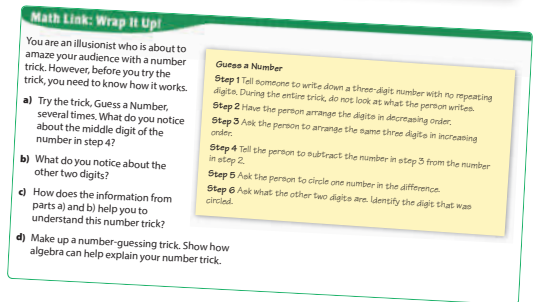 Math Link: Wrap It Up!
You are an illusionist who is about to
amaze your audience with a number
trick. However, before you try the
trick, you need to know how it works.
a) Try the trick, Guess a Number,
several times. What do you notice
about the middle digit of the
number in step 4?
b) What do you notice about the
other two digits?
c) How does the information from
parts a) and b) help you to
understand this number trick?
d) Make up a number-guessing trick. Show how
algebra can help explain your number trick.
Guess a Number
Step 1 Tell someone to write down a three-digit number with no repeating
digits. During the entire trick, do not look at what the person writes.
Step 2 Have the person arrange the digits in decreasing order.
Step 3 Ask the person to arrange the same three digits in increasing
order.
Step 4 Tell the person to subtract the number in step 3 from the number
in step 2.
Step 5 Ask the person to circle one number in the difference.
Step 6 Ask what the other two digits are. Identify the digit that was
circled.